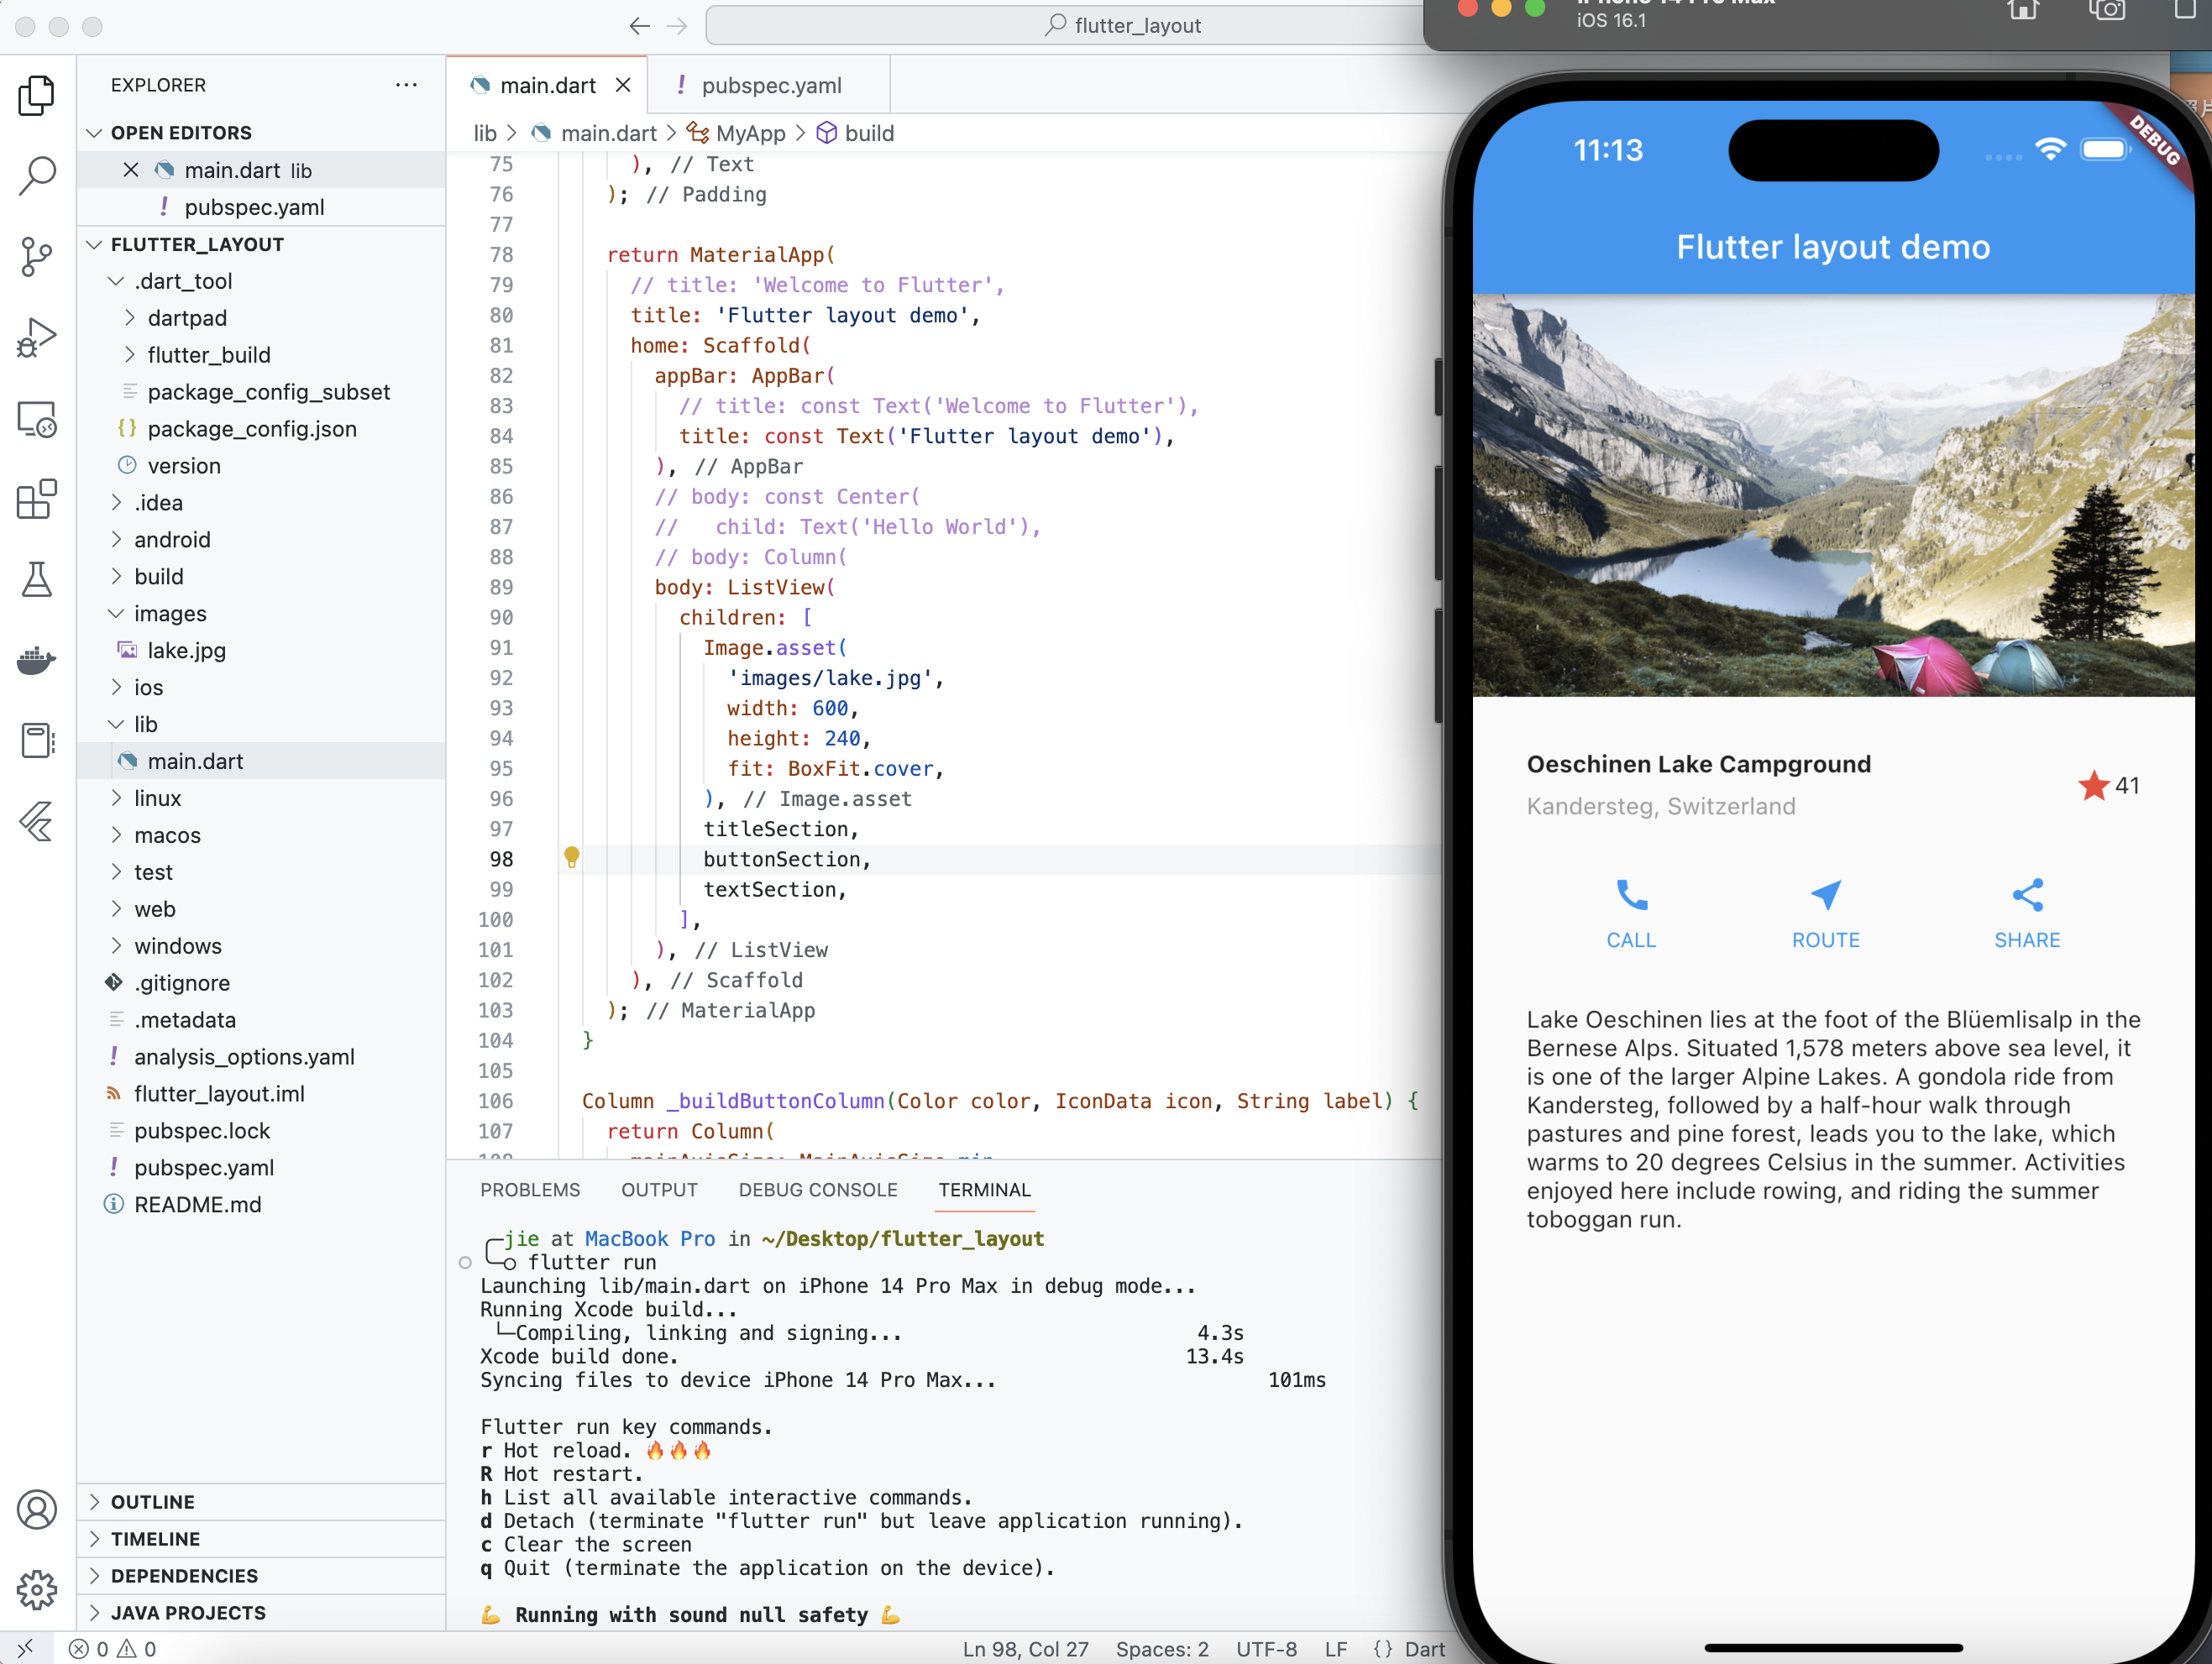 flutter_layout
EXPLORER
OPEN EDITORS
main.dart lib
! pubspec.yaml
FLUTTER_LAYOUT
.dart_tool
dartpad
flutter_build
package_config_subset
{} package_config.json
version
.idea
android
build
images
lake.jpg
ios
lib
main.dart
linux
macos
test
web
windows
.gitignore
.metadata
! analysis_options.yaml
flutter_layout.iml
pubspec.lock
! pubspec.yaml
README.md
OUTLINE
TIMELINE
DEPENDENCIES
JAVA PROJECTS
main.dart
! pubspec.yaml
lib > main.dart > MyApp > build
75 ), // Text
76 ); // Padding
77
78 return MaterialApp(
79 // title: 'Welcome to Flutter',
80 title: 'Flutter layout demo',
81 home: Scaffold(
82 appBar: AppBar(
83 // title: const Text('Welcome to Flutter'),
84 title: const Text('Flutter layout demo'),
85 ), // AppBar
86 // body: const Center(
87 //   child: Text('Hello World'),
88 // body: Column(
89 body: ListView(
90 children: [
91 Image.asset(
92 'images/lake.jpg',
93 width: 600,
94 height: 240,
95 fit: BoxFit.cover,
96 ), // Image.asset
97 titleSection,
98 buttonSection,
99 textSection,
100 ],
101 ), // ListView
102 ), // Scaffold
103 ); // MaterialApp
104 }
105
106 Column _buildButtonColumn(Color color, IconData icon, String label) {
107 return Column(
108 mainAxisSize: MainAxisSize.min
PROBLEMS OUTPUT DEBUG CONSOLE TERMINAL
jie at MacBook Pro in ~/Desktop/flutter_layout
flutter run
Launching lib/main.dart on iPhone 14 Pro Max in debug mode...
Running Xcode build...
└─Compiling, linking and signing... 4.3s
Xcode build done. 13.4s
Syncing files to device iPhone 14 Pro Max... 101ms
Flutter run key commands.
r Hot reload. 🔥🔥🔥
R Hot restart.
h List all available interactive commands.
d Detach (terminate "flutter run" but leave application running).
c Clear the screen
q Quit (terminate the application on the device).
💪 Running with sound null safety 💪
0 0
Ln 98, Col 27 Spaces: 2 UTF-8 LF {} Dart
iPhone 14 Pro Max
iOS 16.1
11:13
DEBUG
Flutter layout demo
Oeschinen Lake Campground
Kandersteg, Switzerland
41
CALL ROUTE SHARE
Lake Oeschinen lies at the foot of the Blüemlisalp in the
Bernese Alps. Situated 1,578 meters above sea level, it
is one of the larger Alpine Lakes. A gondola ride from
Kandersteg, followed by a half-hour walk through
pastures and pine forest, leads you to the lake, which
warms to 20 degrees Celsius in the summer. Activities
enjoyed here include rowing, and riding the summer
toboggan run.